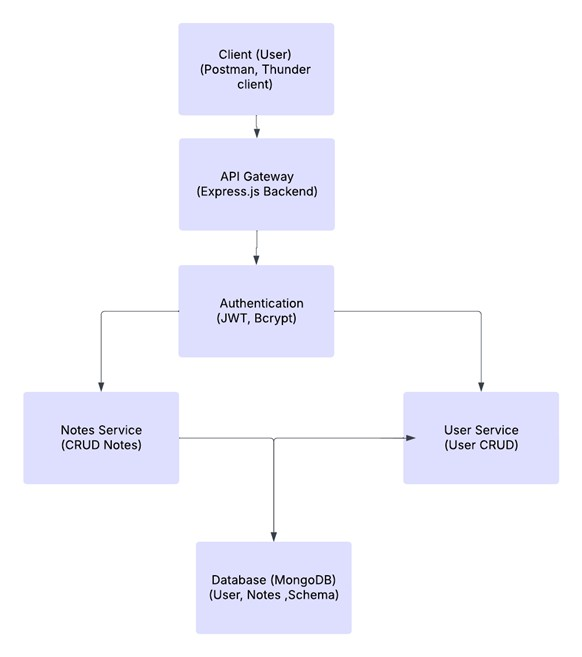 Client (User)
(Postman, Thunder
client)
API Gateway
(Express.js Backend)
Authentication
(JWT, Bcrypt)
Notes Service
(CRUD Notes)
User Service
(User CRUD)
Database (MongoDB)
(User, Notes ,Schema)